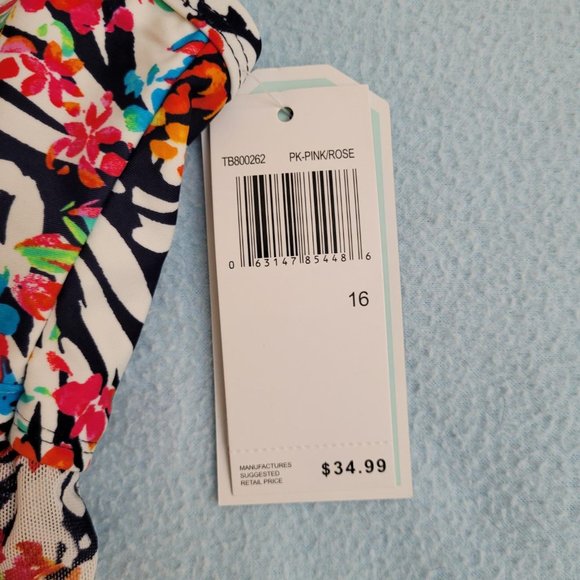 TB800262 PK-PINK/ROSE
0 63147 85448 6
16
MANUFACTURES
SUGGESTED
RETAIL PRICE
$34.99